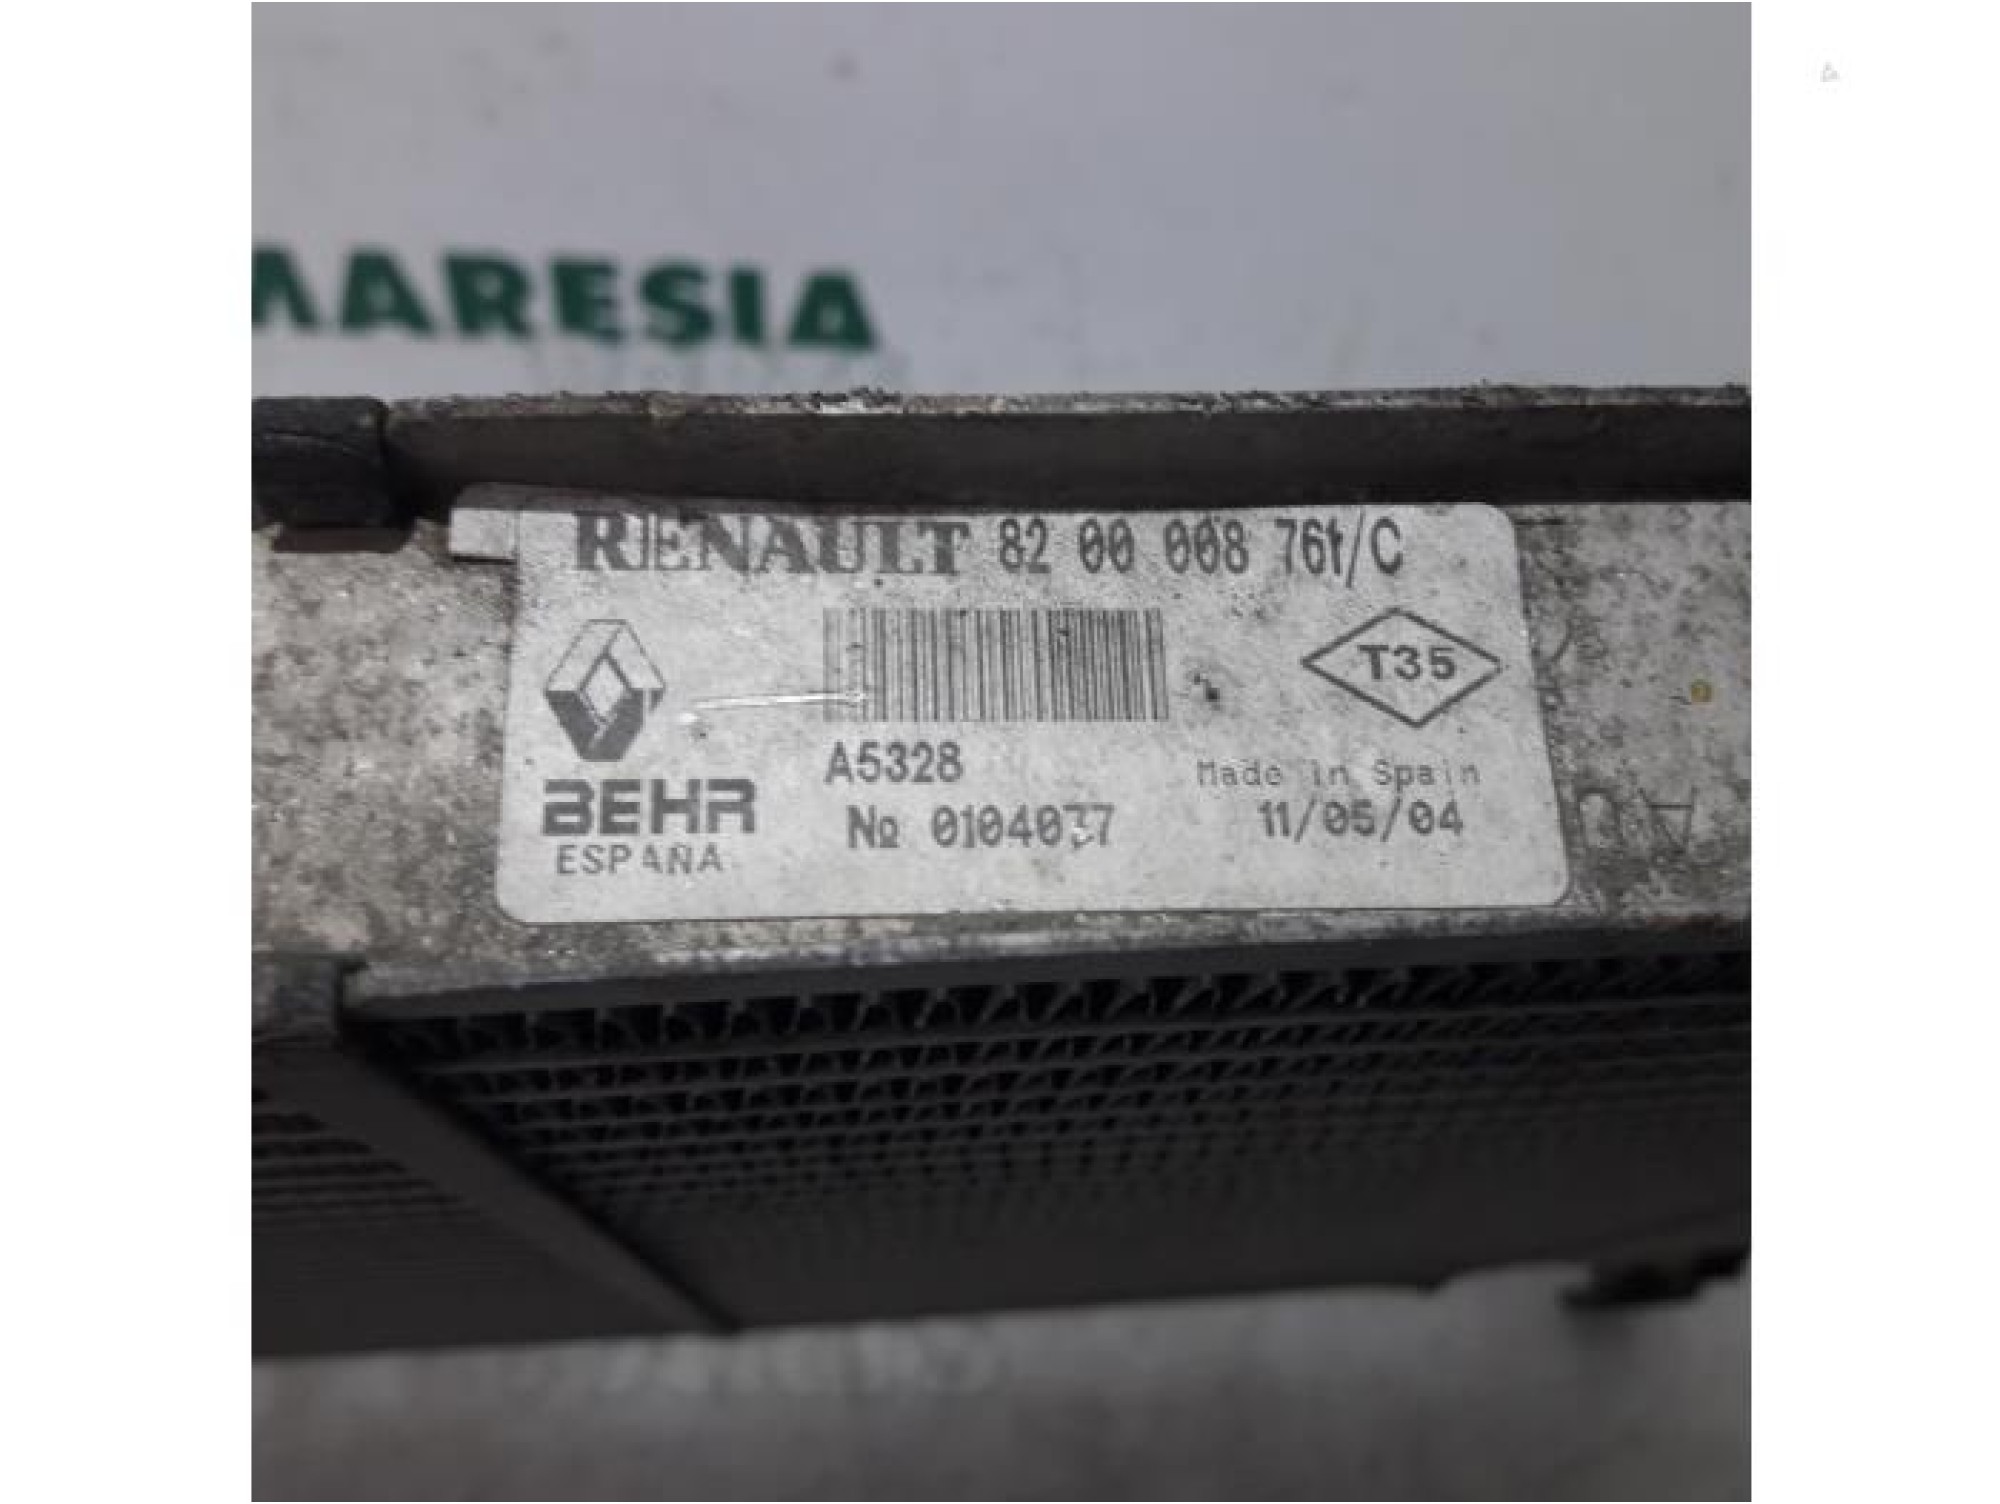 MARESIA
RENAULT 82 00 008 761/C
T35
A5328
BEHR
Made in Spain
Nº 0104037
11/05/04
ESPAÑA